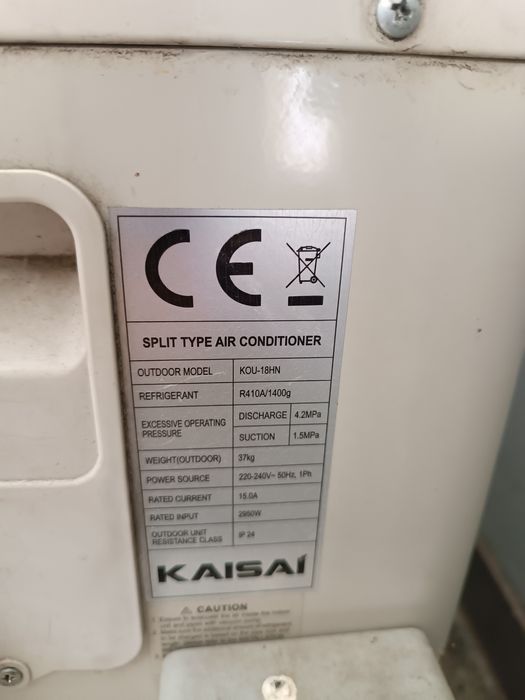 CE
SPLIT TYPE AIR CONDITIONER
OUTDOOR MODEL KOU-18HN
REFRIGERANT R410A/1400g
EXCESSIVE OPERATING PRESSURE DISCHARGE 4.2MPa
SUCTION 1.5MPa
WEIGHT(OUTDOOR) 37kg
POWER SOURCE 220-240V~ 50Hz, 1Ph
RATED CURRENT 15.0A
RATED INPUT 2950W
OUTDOOR UNIT RESISTANCE CLASS IP 24
KAISAI
CAUTION